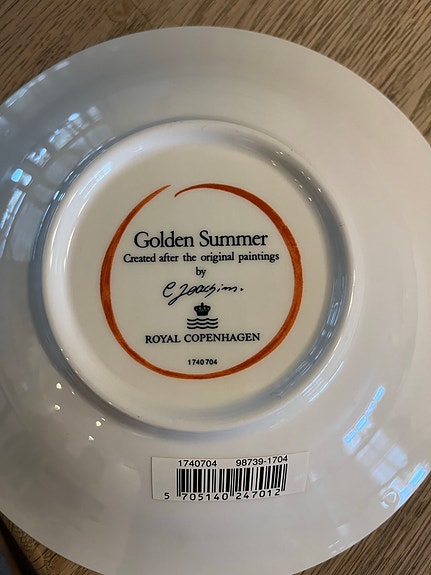 Golden Summer
Created after the original paintings
by
C Joachim.
ROYAL COPENHAGEN
1740704
1740704 98739-1704
5 705140 247012